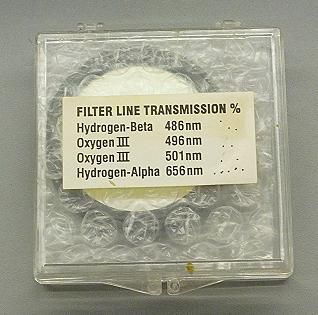 FILTER LINE TRANSMISSION %
Hydrogen-Beta 486nm
Oxygen III 496nm
Oxygen III 501nm
Hydrogen-Alpha 656nm